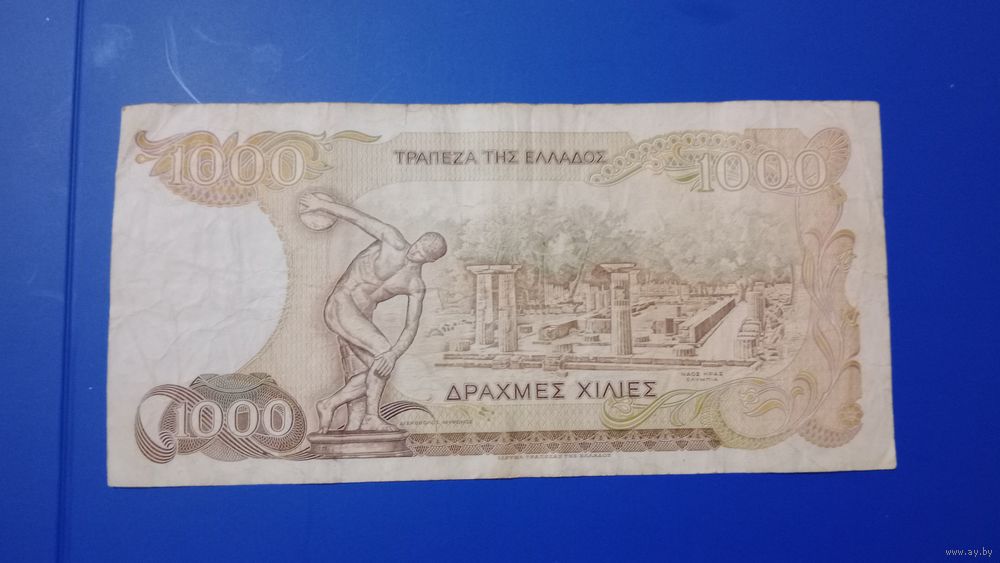 1000
ΤΡΑΠΕΖΑ ΤΗΣ ΕΛΛΑΔΟΣ
1000
ΝΑΟΣ ΗΡΑΣ
ΟΛΥΜΠΙΑ
ΔΡΑΧΜΕΣ ΧΙΛΙΕΣ
1000
ΔΙΣΚΟΒΟΛΟΣ ΜΥΡΩΝΟΣ
ΤΡΑΠΕΖΗΣ ΤΗΣ ΕΛΛΑΔΟΣ
www.ay.by